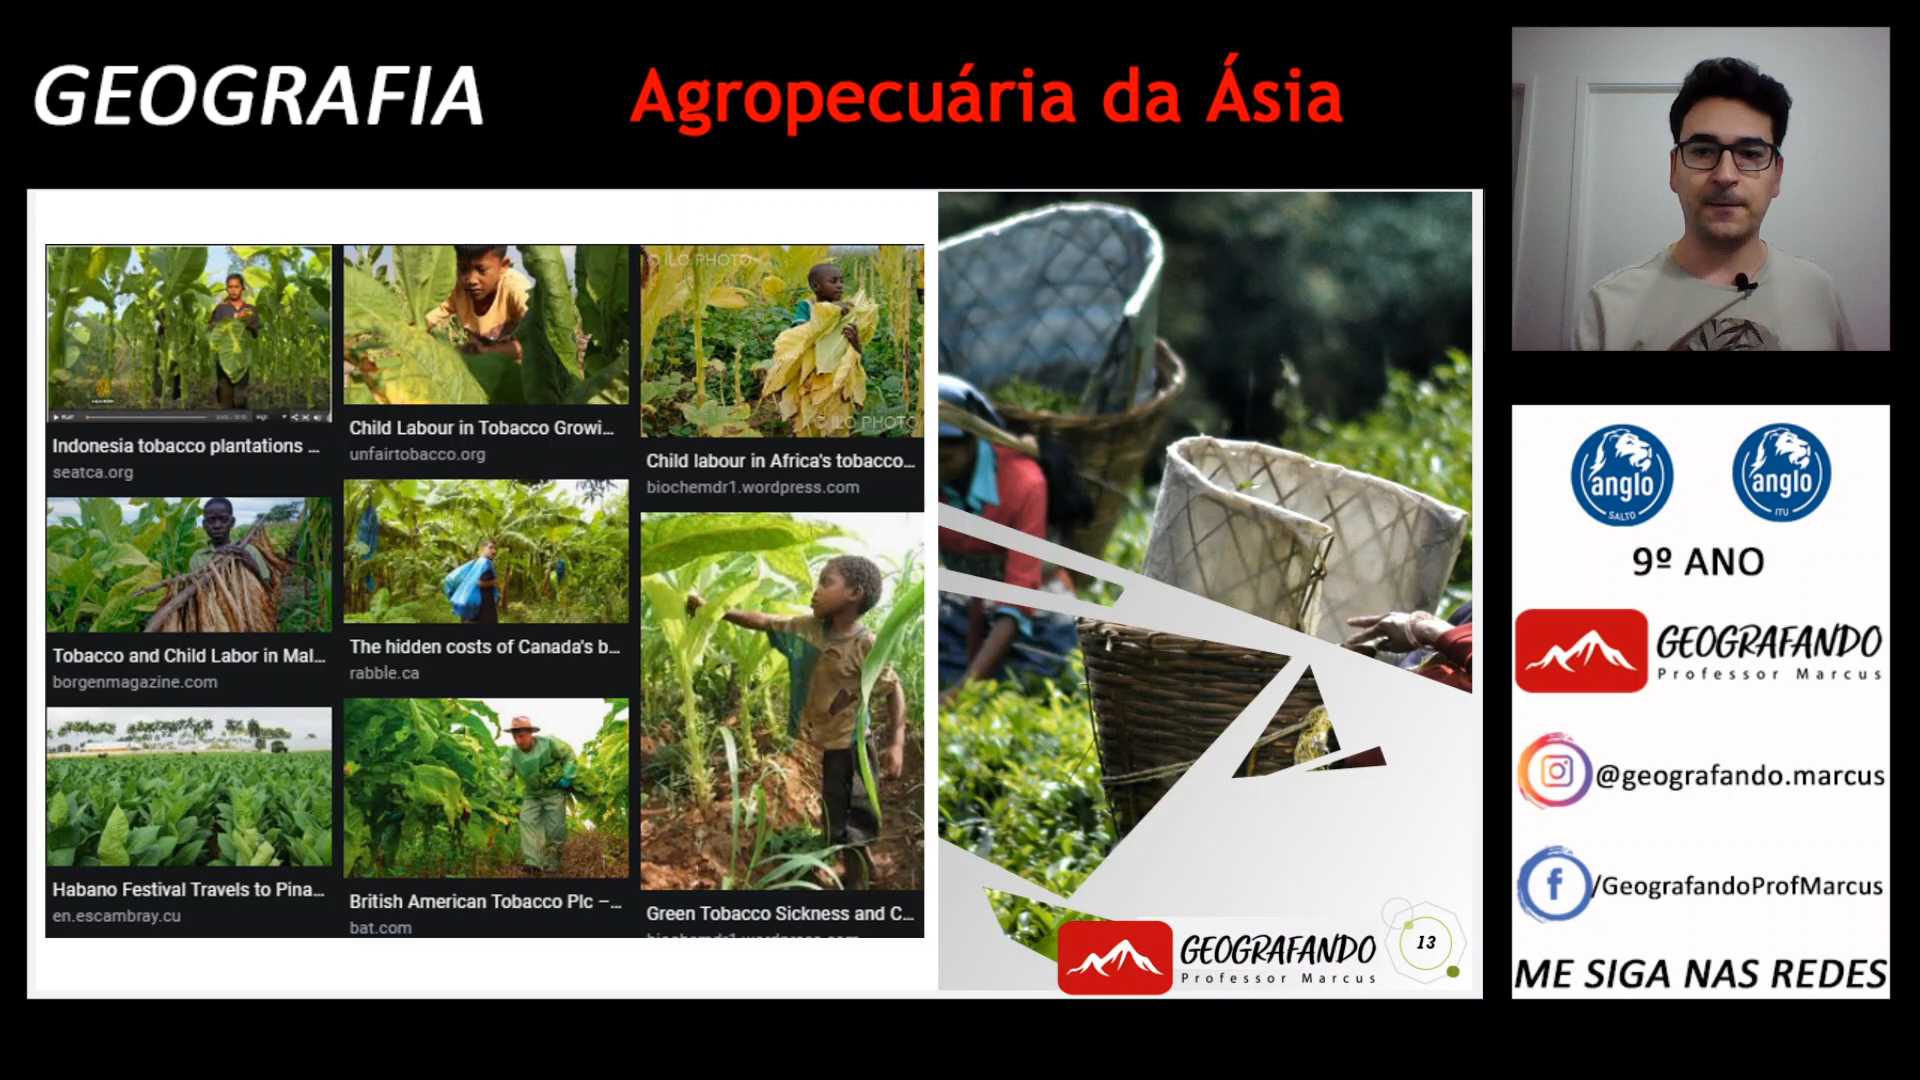 GEOGRAFIA
Agropecuária da Ásia
© ILO PHOTO
© ILO PHOTO
Indonesia tobacco plantations ...
seatca.org
Child Labour in Tobacco Growi...
unfairtobacco.org
Child labour in Africa's tobacco...
biochemdr1.wordpress.com
Tobacco and Child Labor in Mal...
borgenmagazine.com
The hidden costs of Canada's b...
rabble.ca
Habano Festival Travels to Pina...
en.escambray.cu
British American Tobacco Plc –...
bat.com
Green Tobacco Sickness and C...
biochemdr1.wordpress.com
GEOGRAFANDO
Professor Marcus
13
anglo
SALTO
anglo
ITU
9º ANO
GEOGRAFANDO
Professor Marcus
@geografando.marcus
/GeografandoProfMarcus
ME SIGA NAS REDES